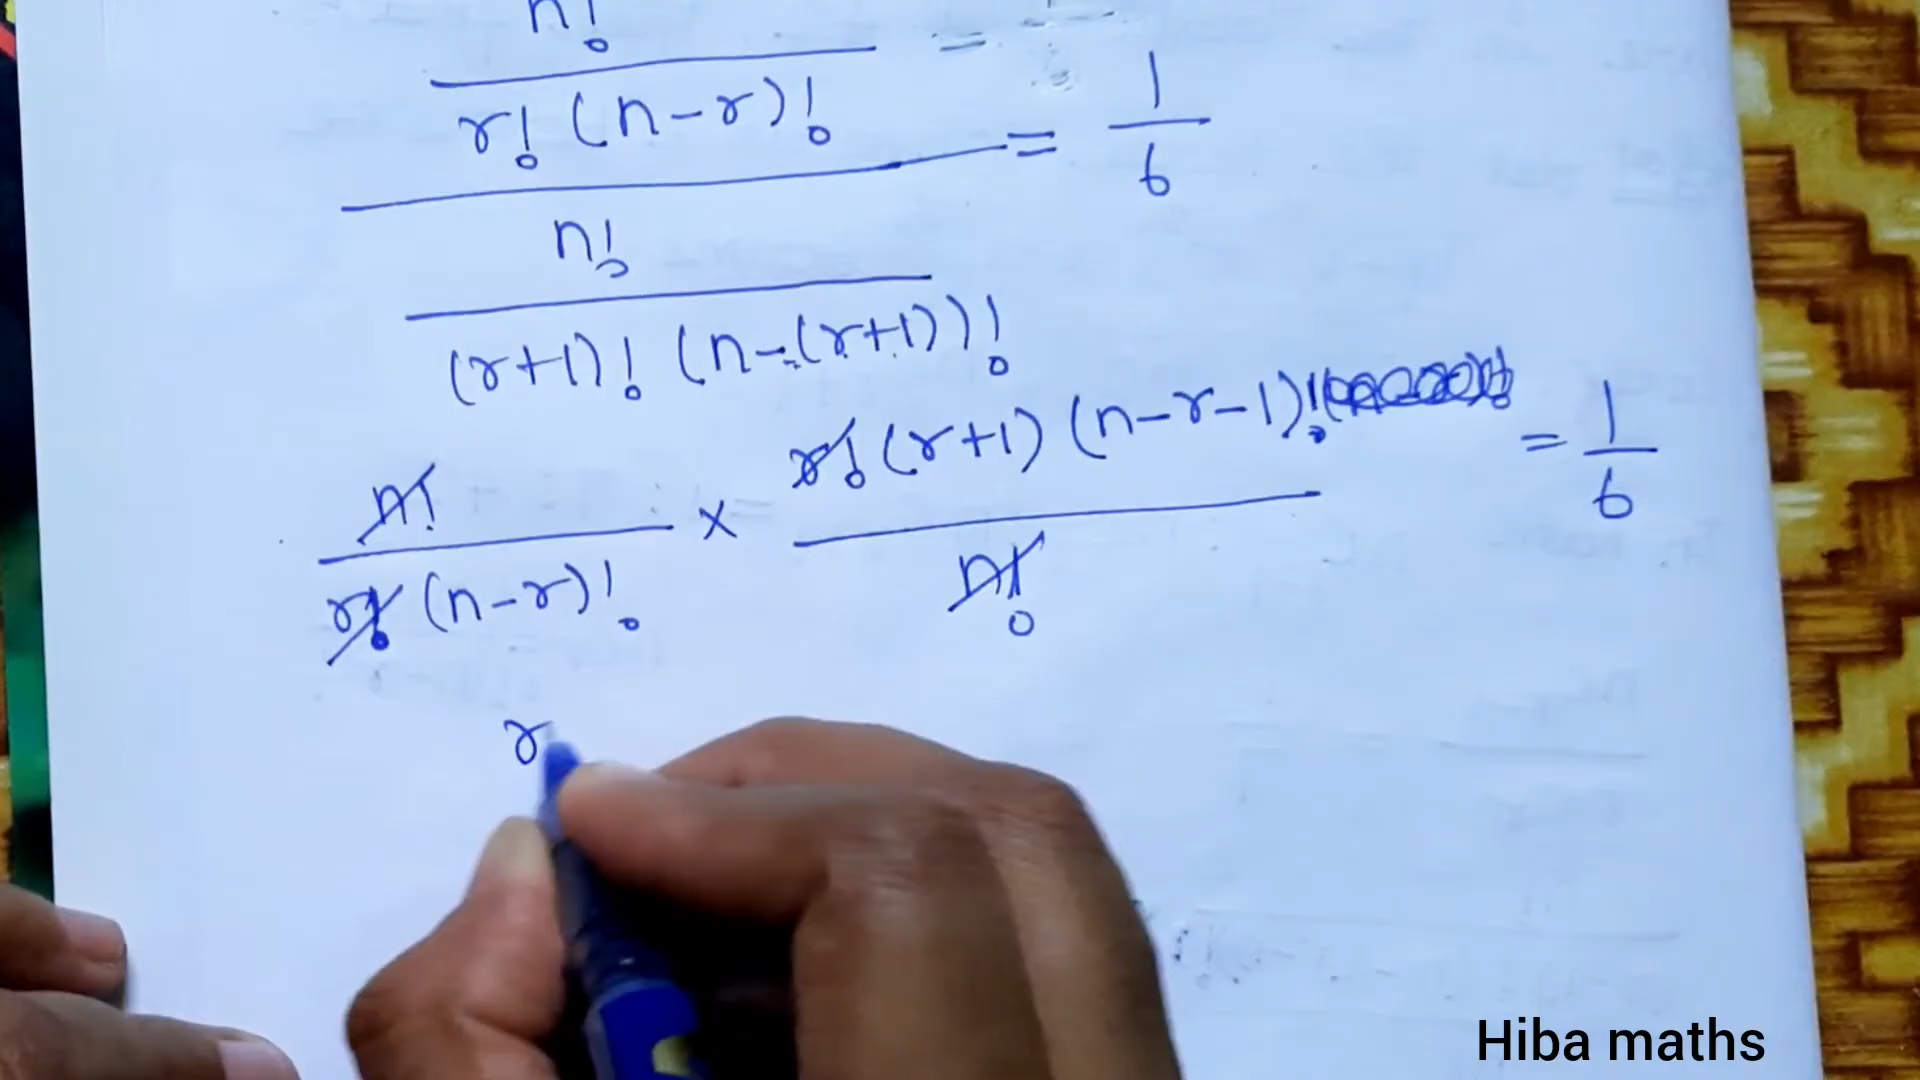 n!
r! (n-r)! = 1/6
n!
(r+1)! (n-(r+1))!
n!/r! (n-r)! × r! (r+1) (n-r-1)!/n! = 1/6
r
Hiba maths